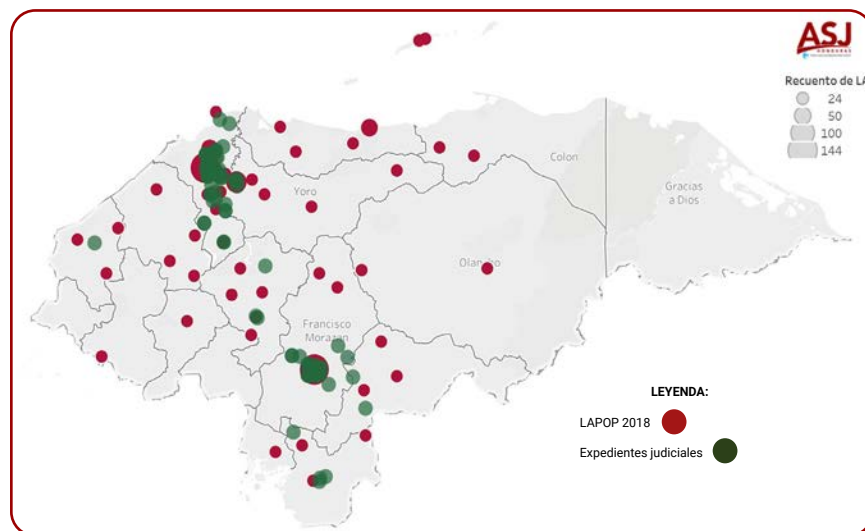 ASJ
HONDURAS
Recuento de LA
24
50
100
144
Colon
Gracias
a Dios
Yoro
Olancho
Francisco
Morazan
LEYENDA:
LAPOP 2018
Expedientes judiciales